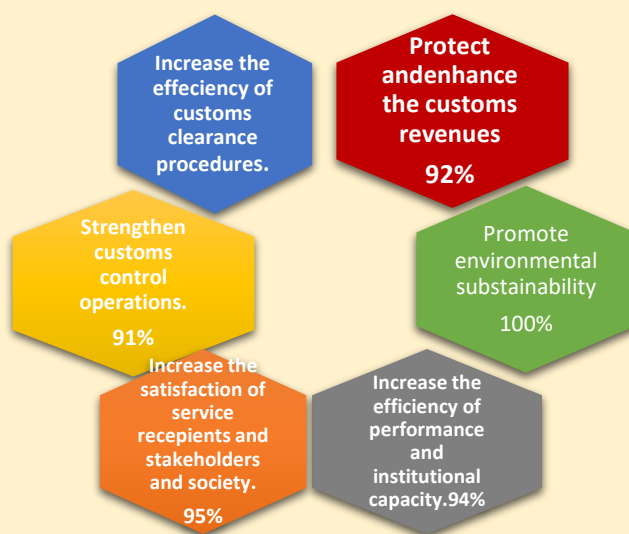 Increase the
effeciency of
customs
clearance
procedures.
Protect
andenhance
the customs
revenues
92%
Strengthen
customs
control
operations.
91%
Promote
environmental
substainability
100%
Increase the
satisfaction of
service
recepients and
stakeholders
and society.
95%
Increase the
efficiency of
performance
and
institutional
capacity.94%